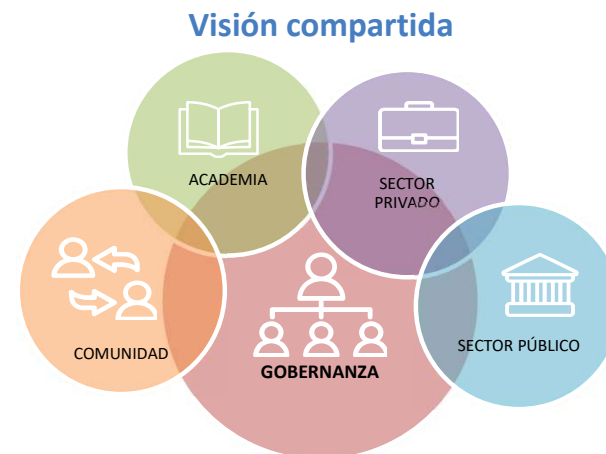 Visión compartida
ACADEMIA
SECTOR
PRIVADO
COMUNIDAD
GOBERNANZA
SECTOR PÚBLICO